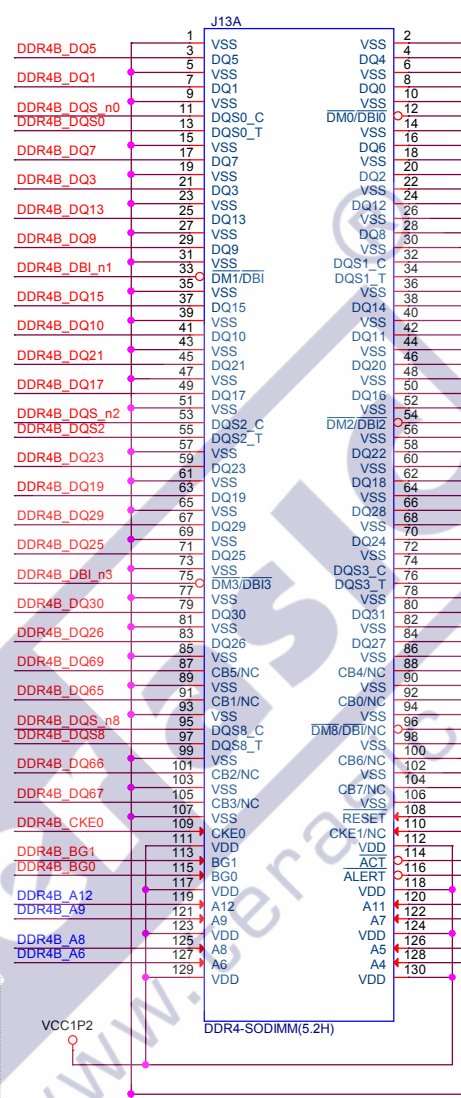 J13A
1 VSS VSS 2
DDR4B_DQ5 3 DQ5 DQ4 4
5 VSS VSS 6
DDR4B_DQ1 7 DQ1 DQ0 8
9 VSS VSS 10
DDR4B_DQS_n0 11 DQS0_C DM0/DBI0 12
DDR4B_DQS0 13 DQS0_T VSS 14
15 VSS DQ6 16
DDR4B_DQ7 17 DQ7 VSS 18
19 VSS DQ2 20
DDR4B_DQ3 21 DQ3 VSS 22
23 VSS DQ12 24
DDR4B_DQ13 25 DQ13 VSS 26
27 VSS DQ8 28
DDR4B_DQ9 29 DQ9 VSS 30
31 VSS DQS1_C 32
DDR4B_DBI_n1 33 DM1/DBI DQS1_T 34
35 VSS VSS 36
DDR4B_DQ15 37 DQ15 DQ14 38
39 VSS VSS 40
DDR4B_DQ10 41 DQ10 DQ11 42
43 VSS VSS 44
DDR4B_DQ21 45 DQ21 DQ20 46
47 VSS VSS 48
DDR4B_DQ17 49 DQ17 DQ16 50
51 VSS VSS 52
DDR4B_DQS_n2 53 DQS2_C DM2/DBI2 54
DDR4B_DQS2 55 DQS2_T VSS 56
57 VSS DQ22 58
DDR4B_DQ23 59 DQ23 VSS 60
61 VSS DQ18 62
DDR4B_DQ19 63 DQ19 VSS 64
65 VSS DQ28 66
DDR4B_DQ29 67 DQ29 VSS 68
69 VSS DQ24 70
DDR4B_DQ25 71 DQ25 VSS 72
73 VSS DQS3_C 74
DDR4B_DBI_n3 75 DM3/DBI3 DQS3_T 76
77 VSS VSS 78
DDR4B_DQ30 79 DQ30 DQ31 80
81 VSS VSS 82
DDR4B_DQ26 83 DQ26 DQ27 84
85 VSS VSS 86
DDR4B_DQ69 87 CB5/NC CB4/NC 88
89 VSS VSS 90
DDR4B_DQ65 91 CB1/NC CB0/NC 92
93 VSS VSS 94
DDR4B_DQS_n8 95 DQS8_C DM8/DBI/NC 96
DDR4B_DQS8 97 DQS8_T VSS 98
99 VSS CB6/NC 100
DDR4B_DQ66 101 CB2/NC VSS 102
103 VSS CB7/NC 104
DDR4B_DQ67 105 CB3/NC VSS 106
107 VSS RESET 108
DDR4B_CKE0 109 CKE0 CKE1/NC 110
111 VDD VDD 112
DDR4B_BG1 113 BG1 ACT 114
DDR4B_BG0 115 BG0 ALERT 116
117 VDD VDD 118
DDR4B_A12 119 A12 A11 120
DDR4B_A9 121 A9 A7 122
123 VDD VDD 124
DDR4B_A8 125 A8 A5 126
DDR4B_A6 127 A6 A4 128
129 VDD VDD 130
VCC1P2
DDR4-SODIMM(5.2H)